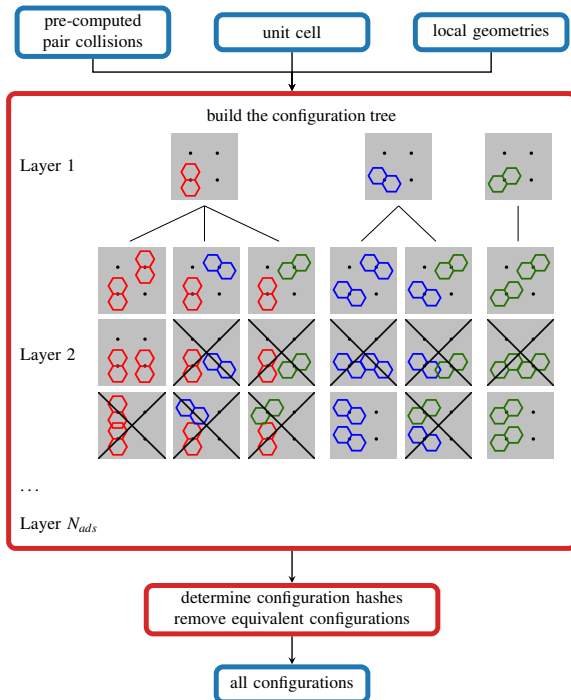 pre-computed
pair collisions
unit cell
local geometries
build the configuration tree
Layer 1
Layer 2
...
Layer N_ads
determine configuration hashes
remove equivalent configurations
all configurations